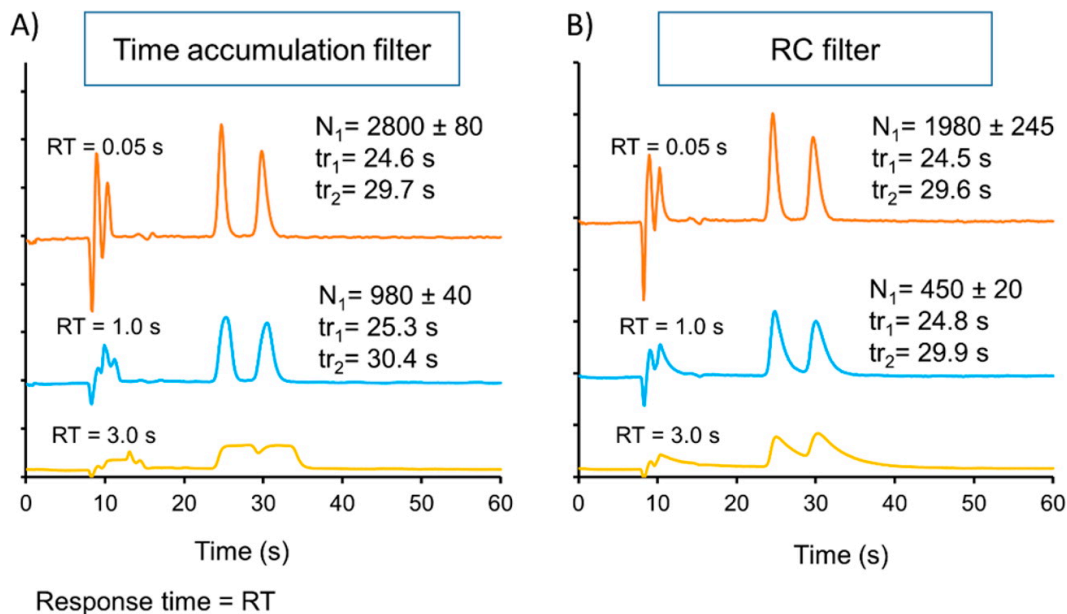 A)
Time accumulation filter
RT = 0.05 s
N₁= 2800 ± 80
tr₁= 24.6 s
tr₂= 29.7 s
RT = 1.0 s
N₁= 980 ± 40
tr₁= 25.3 s
tr₂= 30.4 s
RT = 3.0 s
0 10 20 30 40 50 60
Time (s)
Response time = RT
B)
RC filter
RT = 0.05 s
N₁= 1980 ± 245
tr₁= 24.5 s
tr₂= 29.6 s
RT = 1.0 s
N₁= 450 ± 20
tr₁= 24.8 s
tr₂= 29.9 s
RT = 3.0 s
0 10 20 30 40 50 60
Time (s)